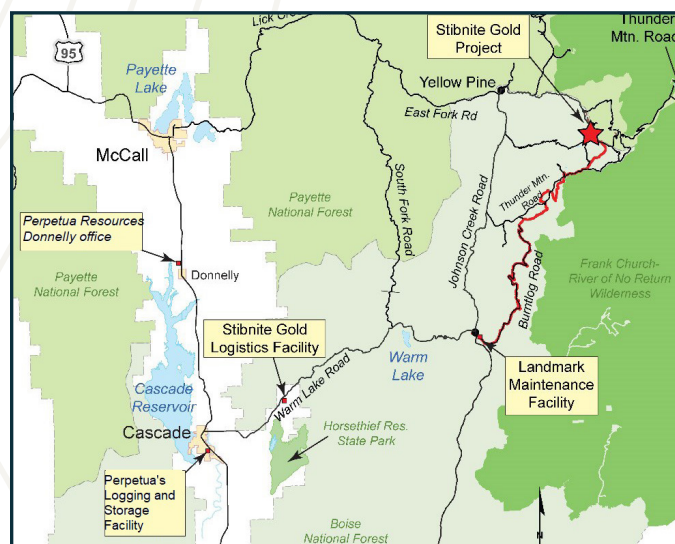 Lick
Thunder
Mtn. Road
Stibnite Gold
Project
95
Payette
Lake
Yellow Pine
East Fork Rd
McCall
South Fork Road
Johnson Creek Road
Thunder Mtn.
Road
Payette
National Forest
Perpetua Resources
Donnelly office
Burntlog Road
Frank Church-
River of No Return
Wilderness
Payette
National Forest
Donnelly
Stibnite Gold
Logistics Facility
Warm Lake Road
Warm
Lake
Landmark
Maintenance
Facility
Cascade
Reservoir
Cascade
Horsethief Res.
State Park
Perpetua's
Logging and
Storage
Facility
Boise
National Forest
N